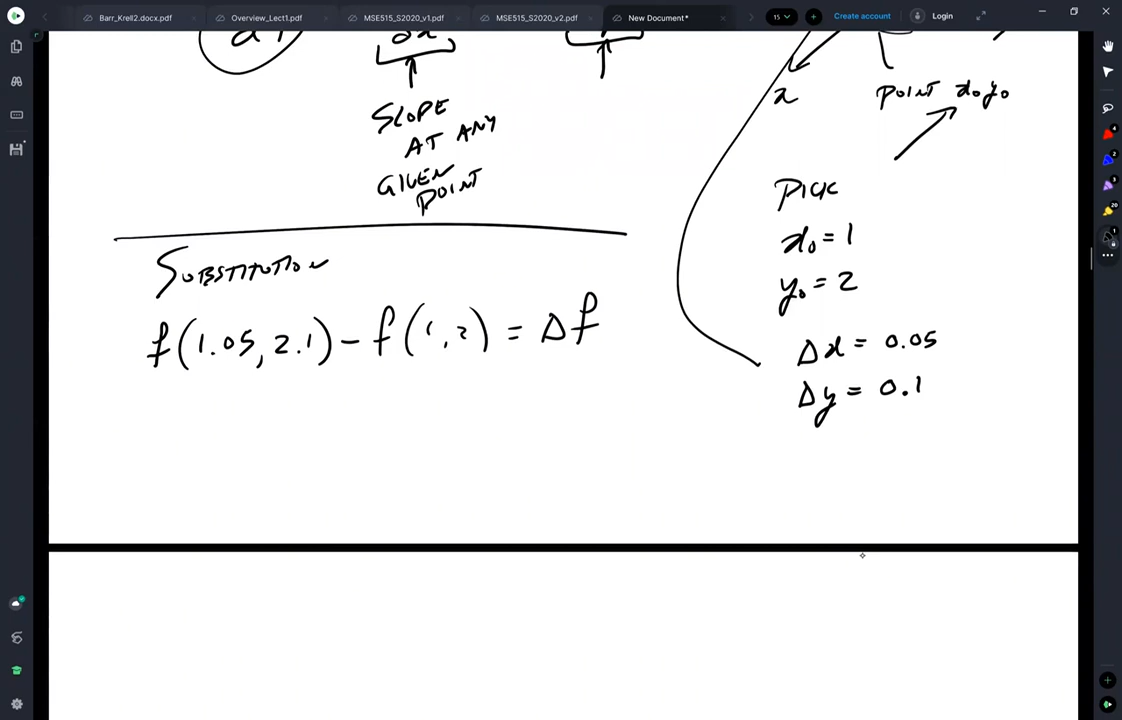 Barr_Krell2.docx.pdf
Overview_Lect1.pdf
MSE515_S2020_v1.pdf
MSE515_S2020_v2.pdf
New Document*
15
Create account
Login
SLOPE
AT ANY
GIVEN
POINT
x
POINT x₀y₀
PICK
x₀ = 1
y₀ = 2
Δx = 0.05
Δy = 0.1
SUBSTITUTION
f(1.05, 2.1) - f(1, 2) = Δf